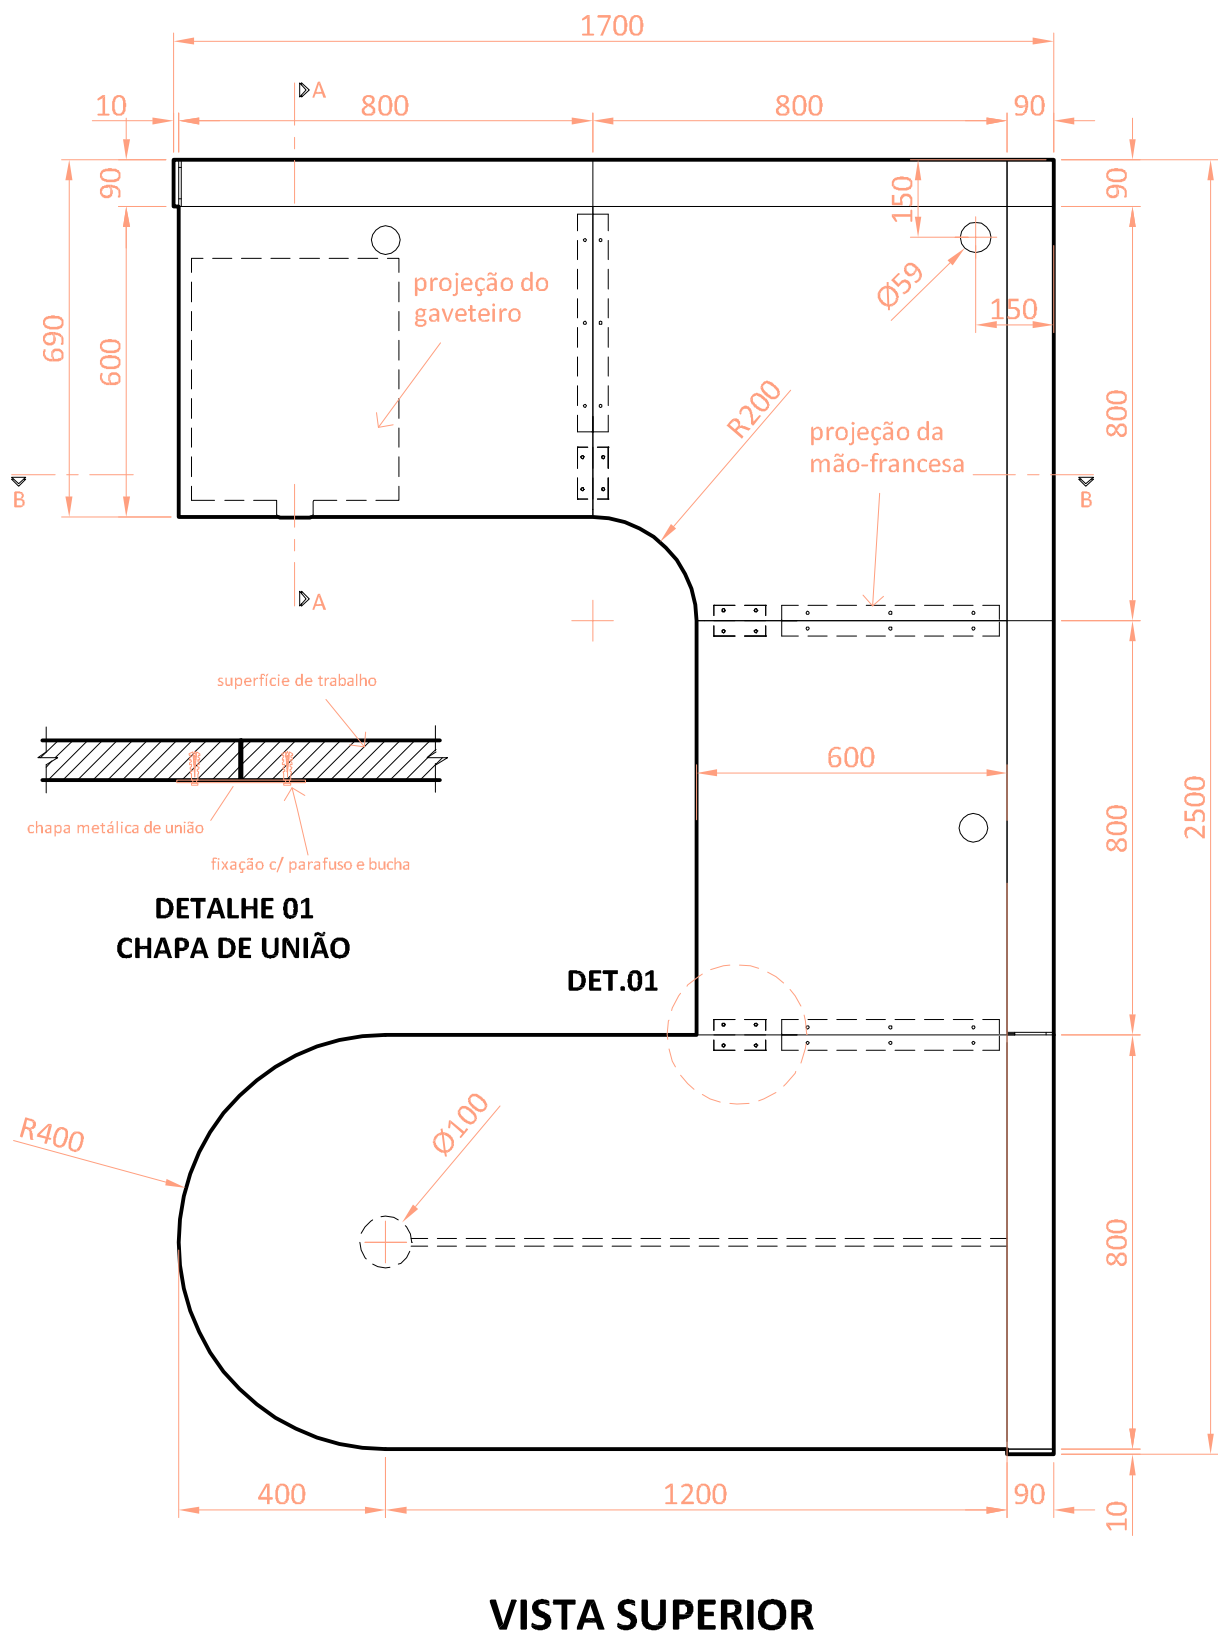 1700
A
10
800
800
90
90
90
150
projeção do
gaveteiro
Ø59
150
690
600
R200
800
projeção da
mão-francesa
B
B
A
superfície de trabalho
600
2500
800
chapa metálica de união
fixação c/ parafuso e bucha
DETALHE 01
CHAPA DE UNIÃO
DET.01
R400
Ø100
800
400
1200
90
10
VISTA SUPERIOR